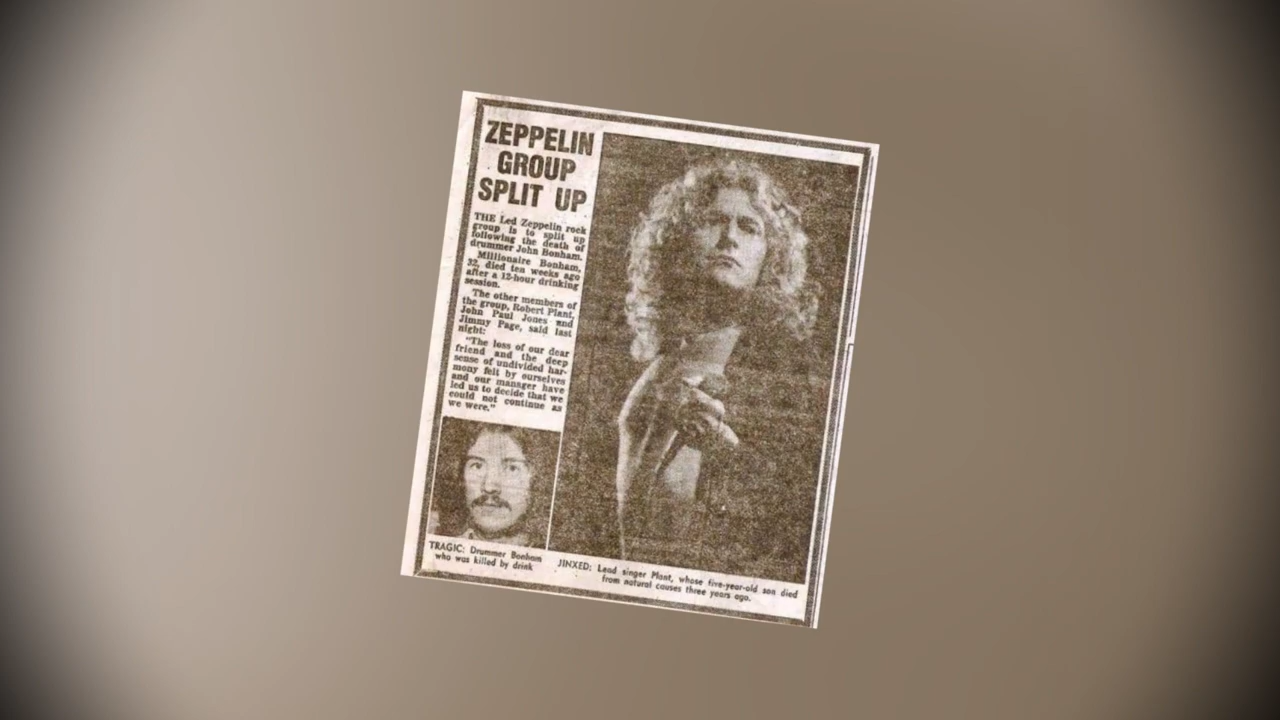 ZEPPELIN
GROUP
SPLIT UP
THE Led Zeppelin rock
group is to split up
following the death of
drummer John Bonham.
Millionaire Bonham,
32, died ten weeks ago
after a 12-hour drinking
session.
The other members of
the group, Robert Plant,
John Paul Jones and
Jimmy Page, said last
night:
"The loss of our dear
friend and the deep
sense of undivided har-
mony felt by ourselves
and our manager have
led us to decide that we
could not continue as
we were."
TRAGIC: Drummer Bonham
who was killed by drink
JINXED: Lead singer Plant, whose five-year-old son died
from natural causes three years ago.